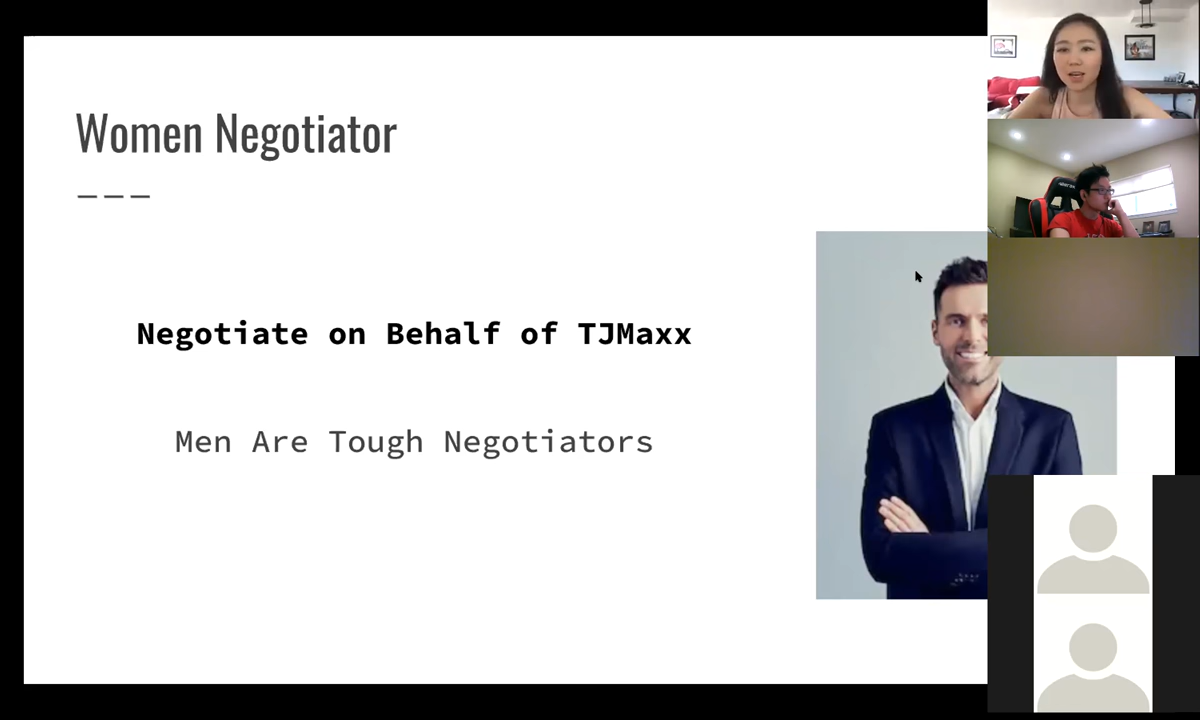 Women Negotiator
Negotiate on Behalf of TJMaxx
Men Are Tough Negotiators